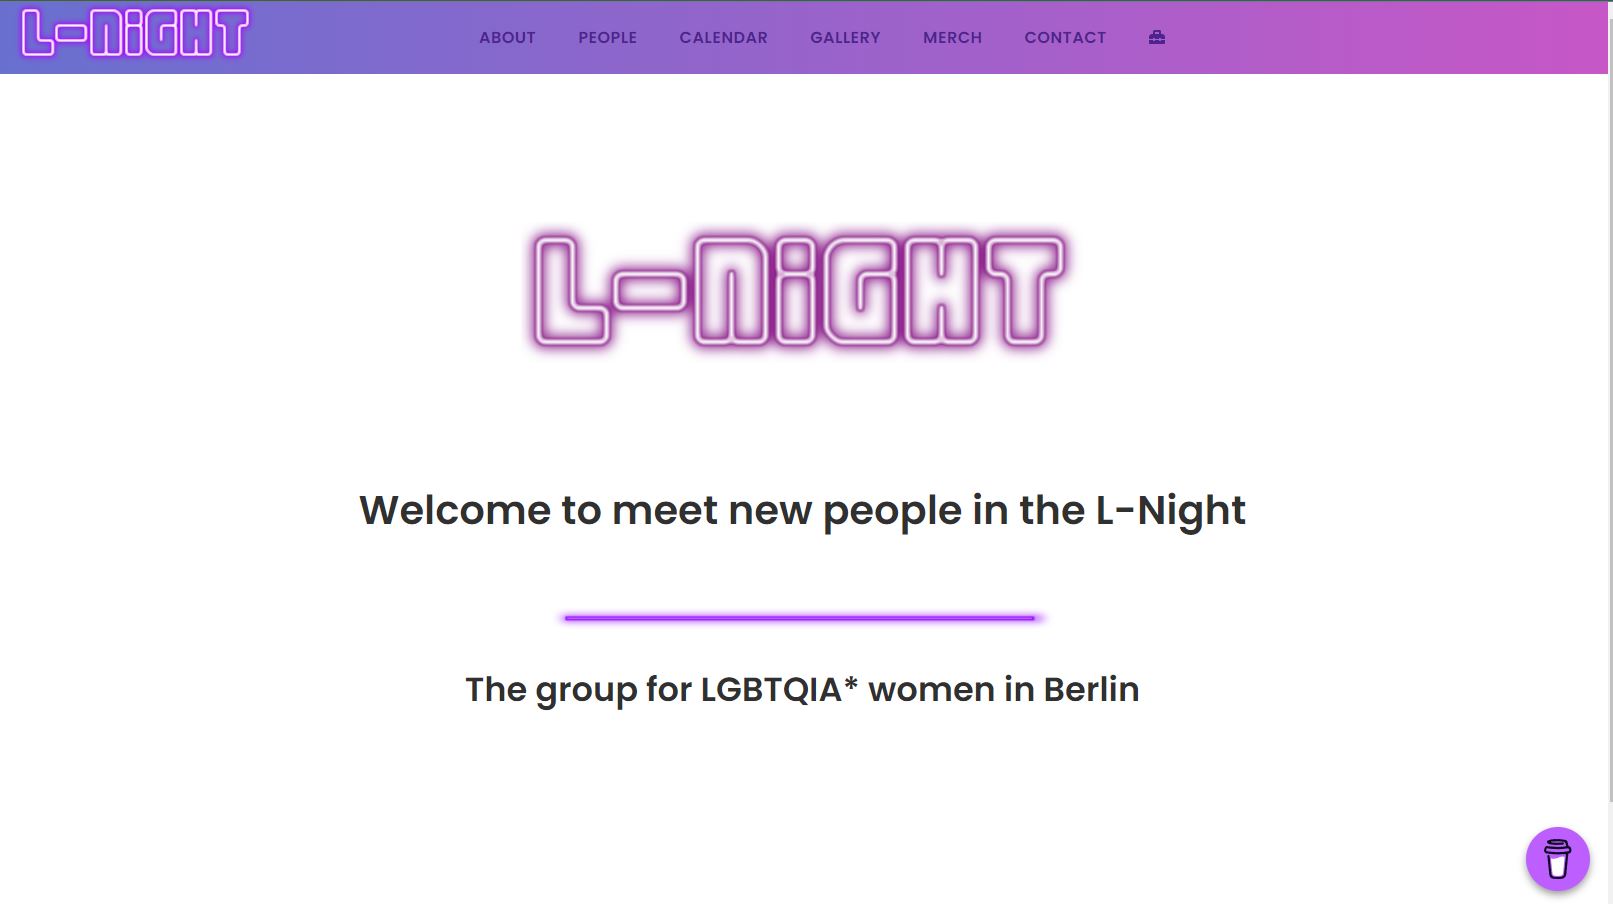 L-NiGHT
ABOUT PEOPLE CALENDAR GALLERY MERCH CONTACT
L-NiGHT
Welcome to meet new people in the L-Night
The group for LGBTQIA* women in Berlin